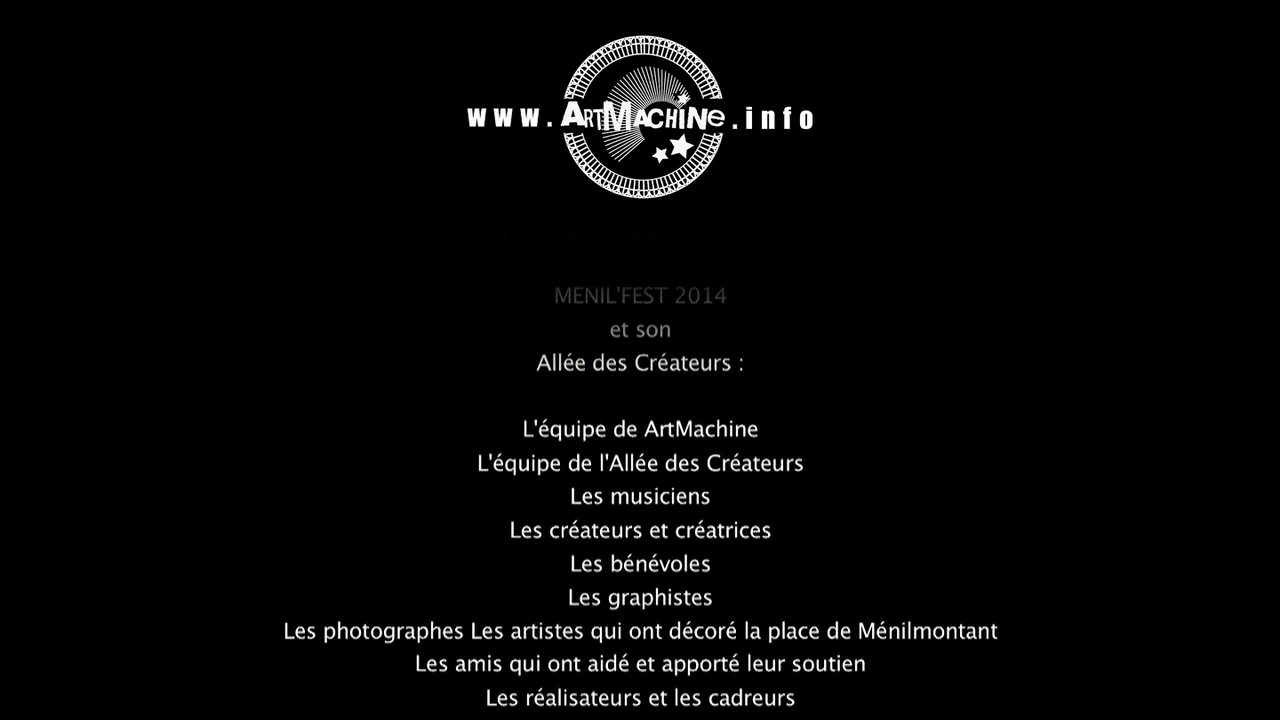 www.ArtMachine.info
MENIL'FEST 2014
et son
Allée des Créateurs :
L'équipe de ArtMachine
L'équipe de l'Allée des Créateurs
Les musiciens
Les créateurs et créatrices
Les bénévoles
Les graphistes
Les photographes Les artistes qui ont décoré la place de Ménilmontant
Les amis qui ont aidé et apporté leur soutien
Les réalisateurs et les cadreurs